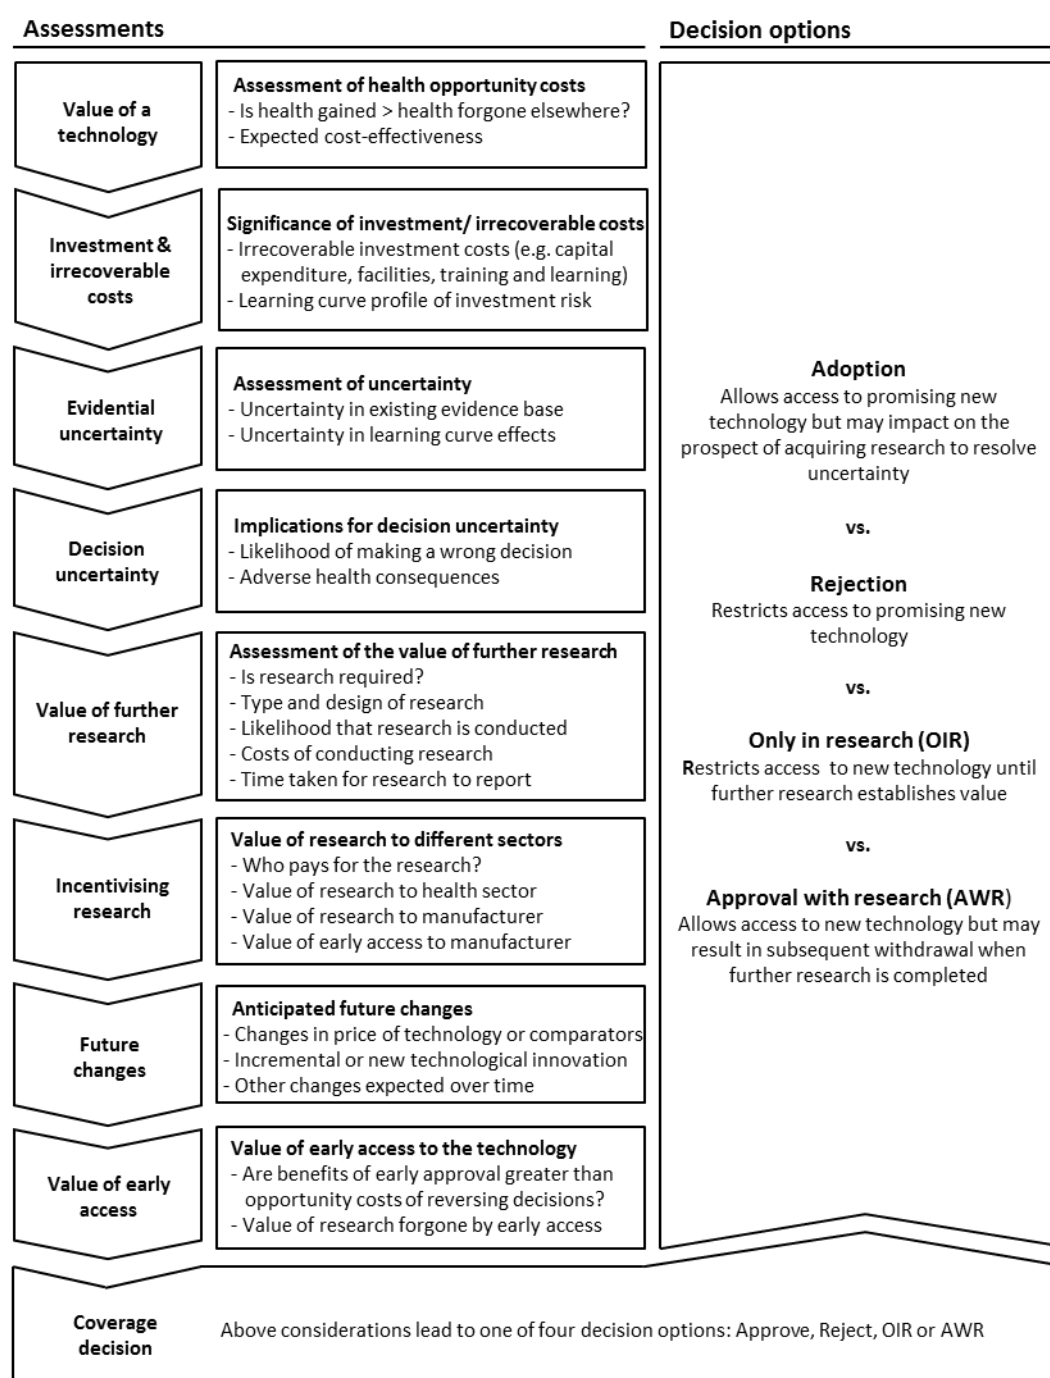 Assessments
Decision options
Value of a
technology
Assessment of health opportunity costs
- Is health gained > health forgone elsewhere?
- Expected cost-effectiveness
Investment &
irrecoverable
costs
Significance of investment/ irrecoverable costs
- Irrecoverable investment costs (e.g. capital
expenditure, facilities, training and learning)
- Learning curve profile of investment risk
Evidential
uncertainty
Assessment of uncertainty
- Uncertainty in existing evidence base
- Uncertainty in learning curve effects
Decision
uncertainty
Implications for decision uncertainty
- Likelihood of making a wrong decision
- Adverse health consequences
Value of further
research
Assessment of the value of further research
- Is research required?
- Type and design of research
- Likelihood that research is conducted
- Costs of conducting research
- Time taken for research to report
Incentivising
research
Value of research to different sectors
- Who pays for the research?
- Value of research to health sector
- Value of research to manufacturer
- Value of early access to manufacturer
Future
changes
Anticipated future changes
- Changes in price of technology or comparators
- Incremental or new technological innovation
- Other changes expected over time
Value of early
access
Value of early access to the technology
- Are benefits of early approval greater than
opportunity costs of reversing decisions?
- Value of research forgone by early access
Adoption
Allows access to promising new
technology but may impact on the
prospect of acquiring research to resolve
uncertainty
vs.
Rejection
Restricts access to promising new
technology
vs.
Only in research (OIR)
Restricts access to new technology until
further research establishes value
vs.
Approval with research (AWR)
Allows access to new technology but may
result in subsequent withdrawal when
further research is completed
Coverage
decision
Above considerations lead to one of four decision options: Approve, Reject, OIR or AWR